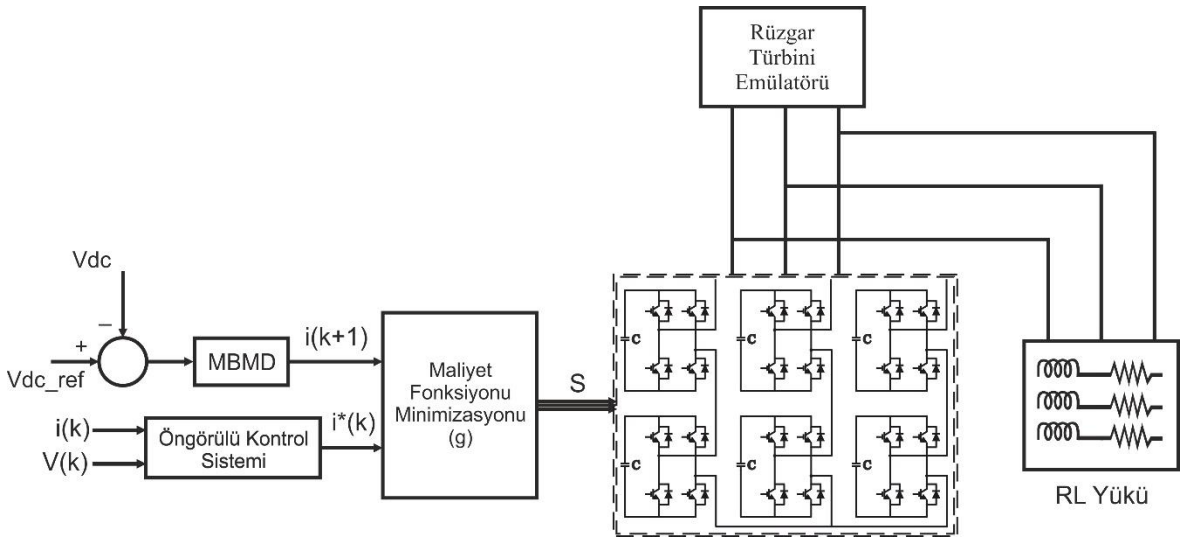 Rüzgar
Türbini
Emülatörü
Vdc
−
+
Vdc_ref
MBMD
i(k+1)
i(k)
V(k)
Öngörülü Kontrol
Sistemi
i*(k)
Maliyet
Fonksiyonu
Minimizasyonu
(g)
S
C
C
C
C
C
C
RL Yükü